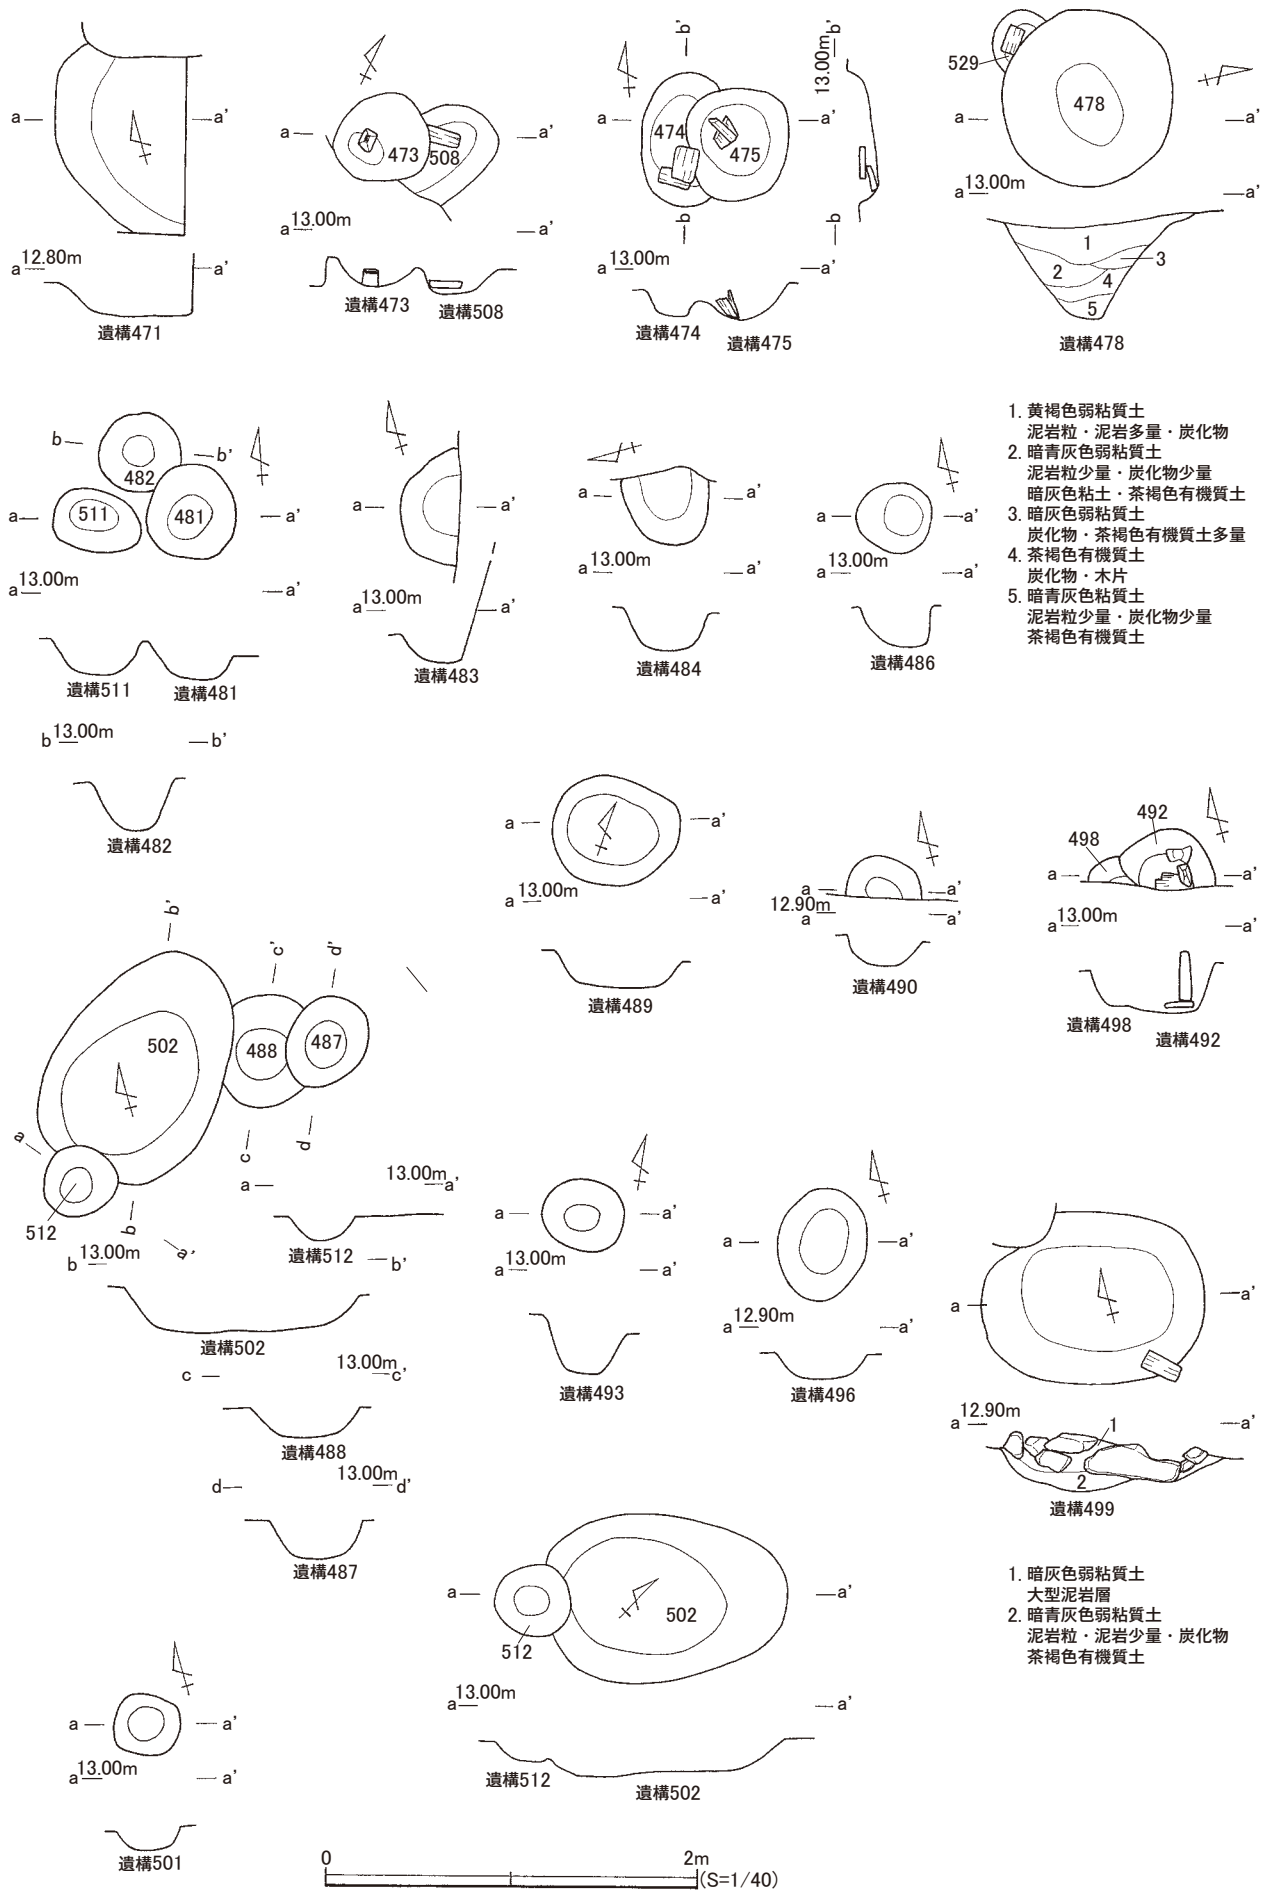 a a'
a 12.80m a'
遺構471
a a'
473 508
a 13.00m a'
遺構473 遺構508
b'
a a'
474 475
b
a 13.00m a'
遺構474 遺構475
13.00m b'
b
529
478
a a'
a 13.00m a'
1
2
3
4
5
遺構478
1. 黄褐色弱粘質土
泥岩粒・泥岩多量・炭化物
2. 暗青灰色弱粘質土
泥岩粒少量・炭化物少量
暗灰色粘土・茶褐色有機質土
3. 暗灰色弱粘質土
炭化物・茶褐色有機質土多量
4. 茶褐色有機質土
炭化物・木片
5. 暗青灰色粘質土
泥岩粒少量・炭化物少量
茶褐色有機質土
b b'
482
a 511 481 a'
a 13.00m a'
遺構511 遺構481
b 13.00m b'
遺構482
a a'
a 13.00m a'
遺構483
a a'
a 13.00m a'
遺構484
a a'
a 13.00m a'
遺構486
a a'
a 13.00m a'
遺構489
a a'
12.90m
a a'
遺構490
492
498
a a'
a 13.00m a'
遺構498 遺構492
b' c' d'
502 488 487
a
c d
512
b a'
a 13.00m a'
遺構512
b 13.00m b'
遺構502
c 13.00m c'
遺構488
d 13.00m d'
遺構487
a a'
a 13.00m a'
遺構493
a a'
a 12.90m a'
遺構496
a a'
a 12.90m a'
1
2
遺構499
1. 暗灰色弱粘質土
大型泥岩層
2. 暗青灰色弱粘質土
泥岩粒・泥岩少量・炭化物
茶褐色有機質土
a a'
502
512
a 13.00m a'
遺構512 遺構502
a a'
a 13.00m a'
遺構501
0 2m
(S=1/40)